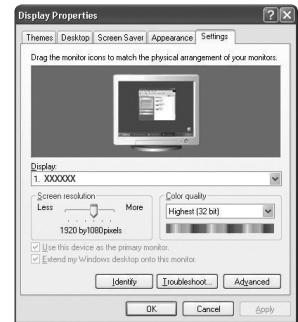 Display Properties
Themes Desktop Screen Saver Appearance Settings
Drag the monitor icons to match the physical arrangement of your monitors.
Display:
1. XXXXXX
Screen resolution
Less More
1920 by1080 pixels
Color quality
Highest (32 bit)
Use this device as the primary monitor.
Extend my Windows desktop onto this monitor.
Identify Troubleshoot... Advanced
OK Cancel Apply